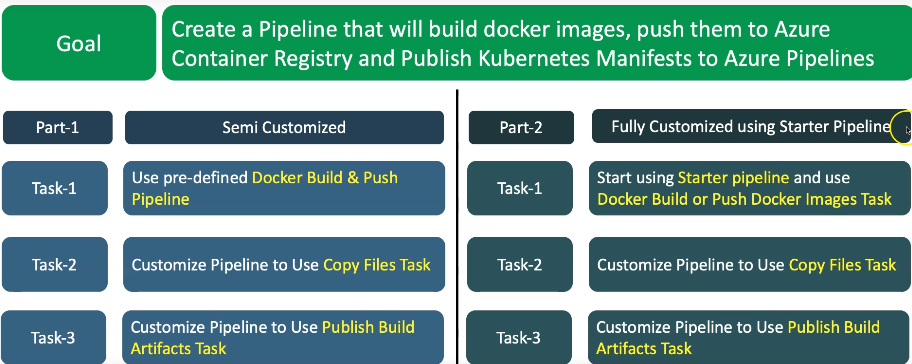 Goal
Create a Pipeline that will build docker images, push them to Azure
Container Registry and Publish Kubernetes Manifests to Azure Pipelines
Part-1
Semi Customized
Task-1
Use pre-defined Docker Build & Push
Pipeline
Task-2
Customize Pipeline to Use Copy Files Task
Task-3
Customize Pipeline to Use Publish Build
Artifacts Task
Part-2
Fully Customized using Starter Pipeline
Task-1
Start using Starter pipeline and use
Docker Build or Push Docker Images Task
Task-2
Customize Pipeline to Use Copy Files Task
Task-3
Customize Pipeline to Use Publish Build
Artifacts Task